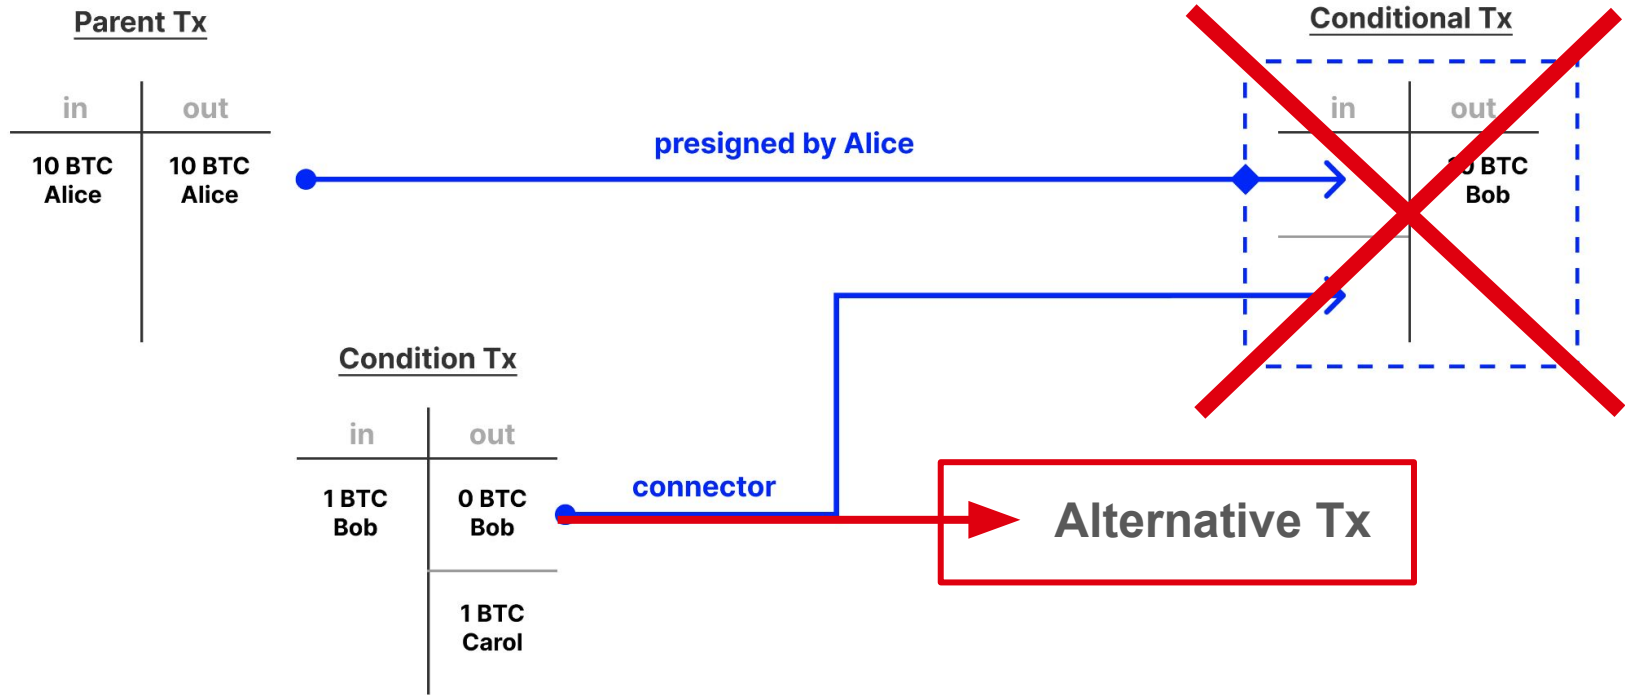 Parent Tx
in
out
10 BTC
Alice
10 BTC
Alice
presigned by Alice
Conditional Tx
in
out
BTC
Bob
Condition Tx
in
out
1 BTC
Bob
0 BTC
Bob
1 BTC
Carol
connector
Alternative Tx